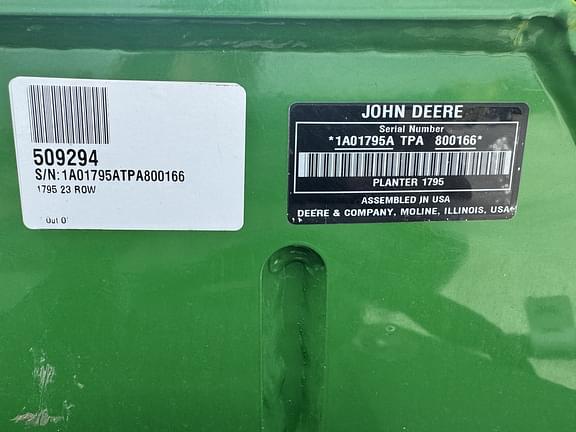 509294
S/N:1A01795ATPA800166
1795 23 ROW
JOHN DEERE
Serial Number
*1A01795A TPA 800166*
PLANTER 1795
ASSEMBLED IN USA
DEERE & COMPANY, MOLINE, ILLINOIS, USA